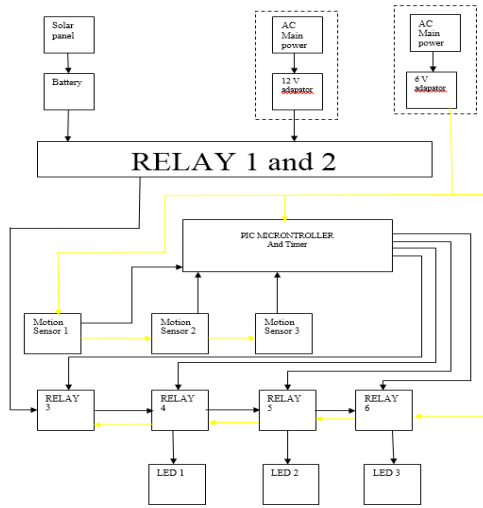 Solar
panel
AC
Main
power
AC
Main
power
Battery
12 V
adapator
6 V
adapator
RELAY 1 and 2
PIC MICRONTROLLER
And Timer
Motion
Sensor 1
Motion
Sensor 2
Motion
Sensor 3
RELAY
3
RELAY
4
RELAY
5
RELAY
6
LED 1
LED 2
LED 3